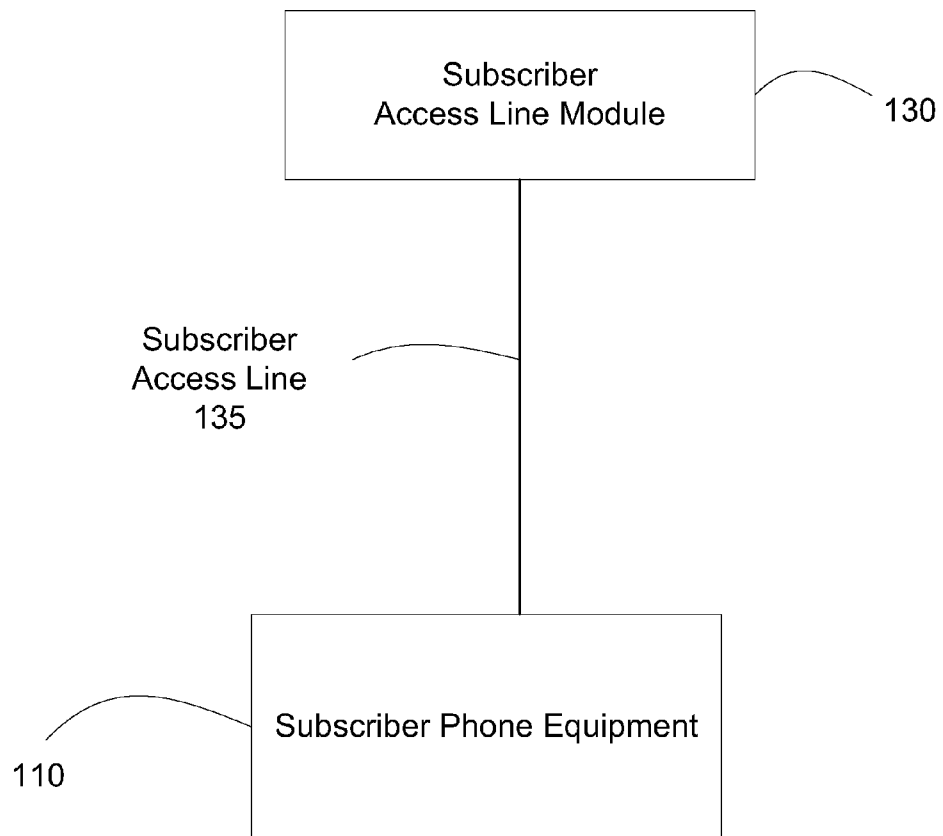 Subscriber
Access Line Module
130
Subscriber
Access Line
135
Subscriber Phone Equipment
110